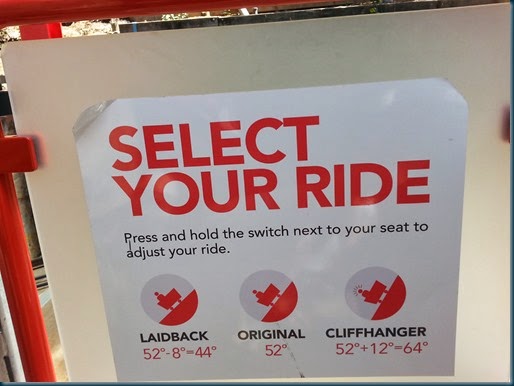 SELECT
YOUR RIDE
Press and hold the switch next to your seat to
adjust your ride.
LAIDBACK ORIGINAL CLIFFHANGER
52°-8°=44° 52° 52°+12°=64°